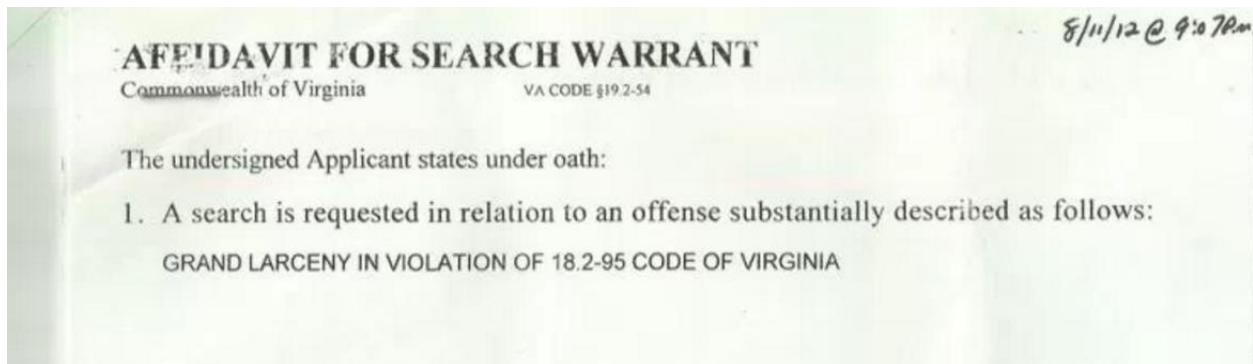 8/11/12 @ 9:07pm
AFFIDAVIT FOR SEARCH WARRANT
Commonwealth of Virginia VA CODE §19.2-54
The undersigned Applicant states under oath:
1. A search is requested in relation to an offense substantially described as follows:
GRAND LARCENY IN VIOLATION OF 18.2-95 CODE OF VIRGINIA